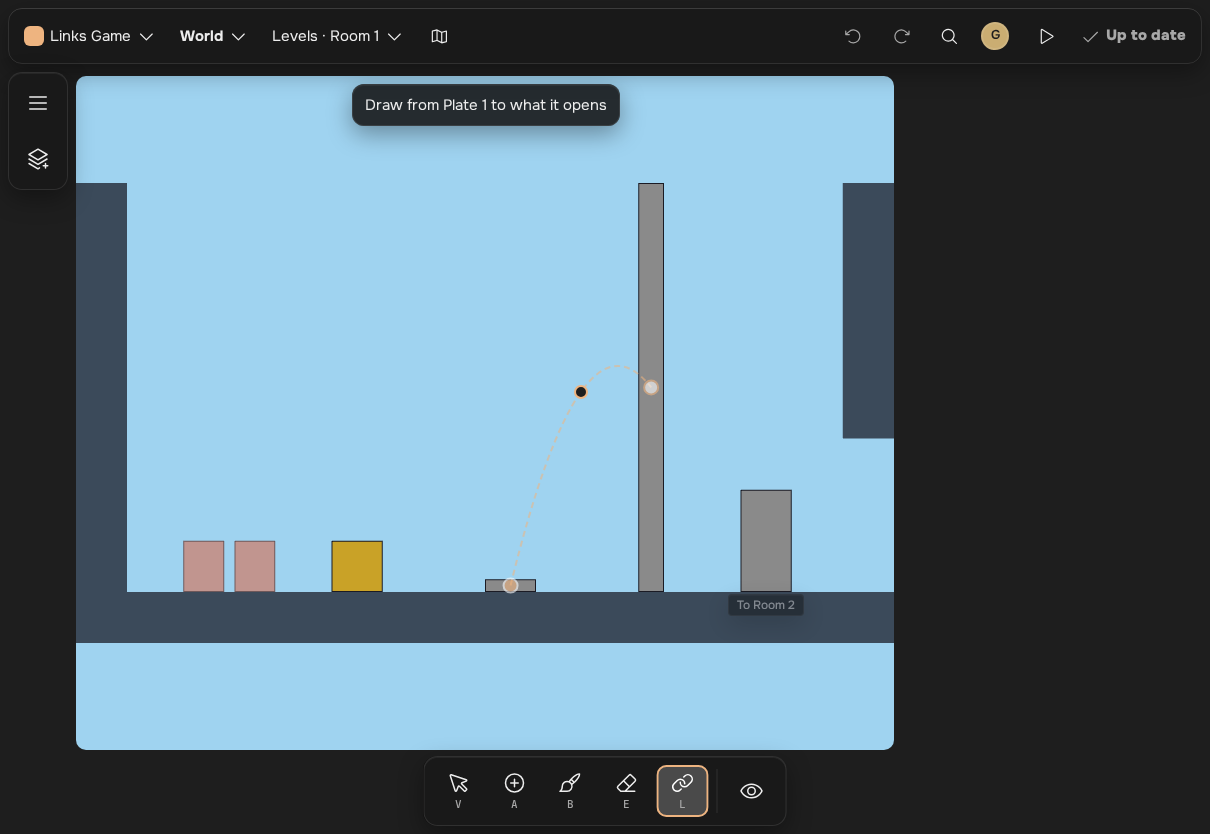 Links Game
World
Levels · Room 1
G
Up to date
Draw from Plate 1 to what it opens
To Room 2
V
A
B
E
L